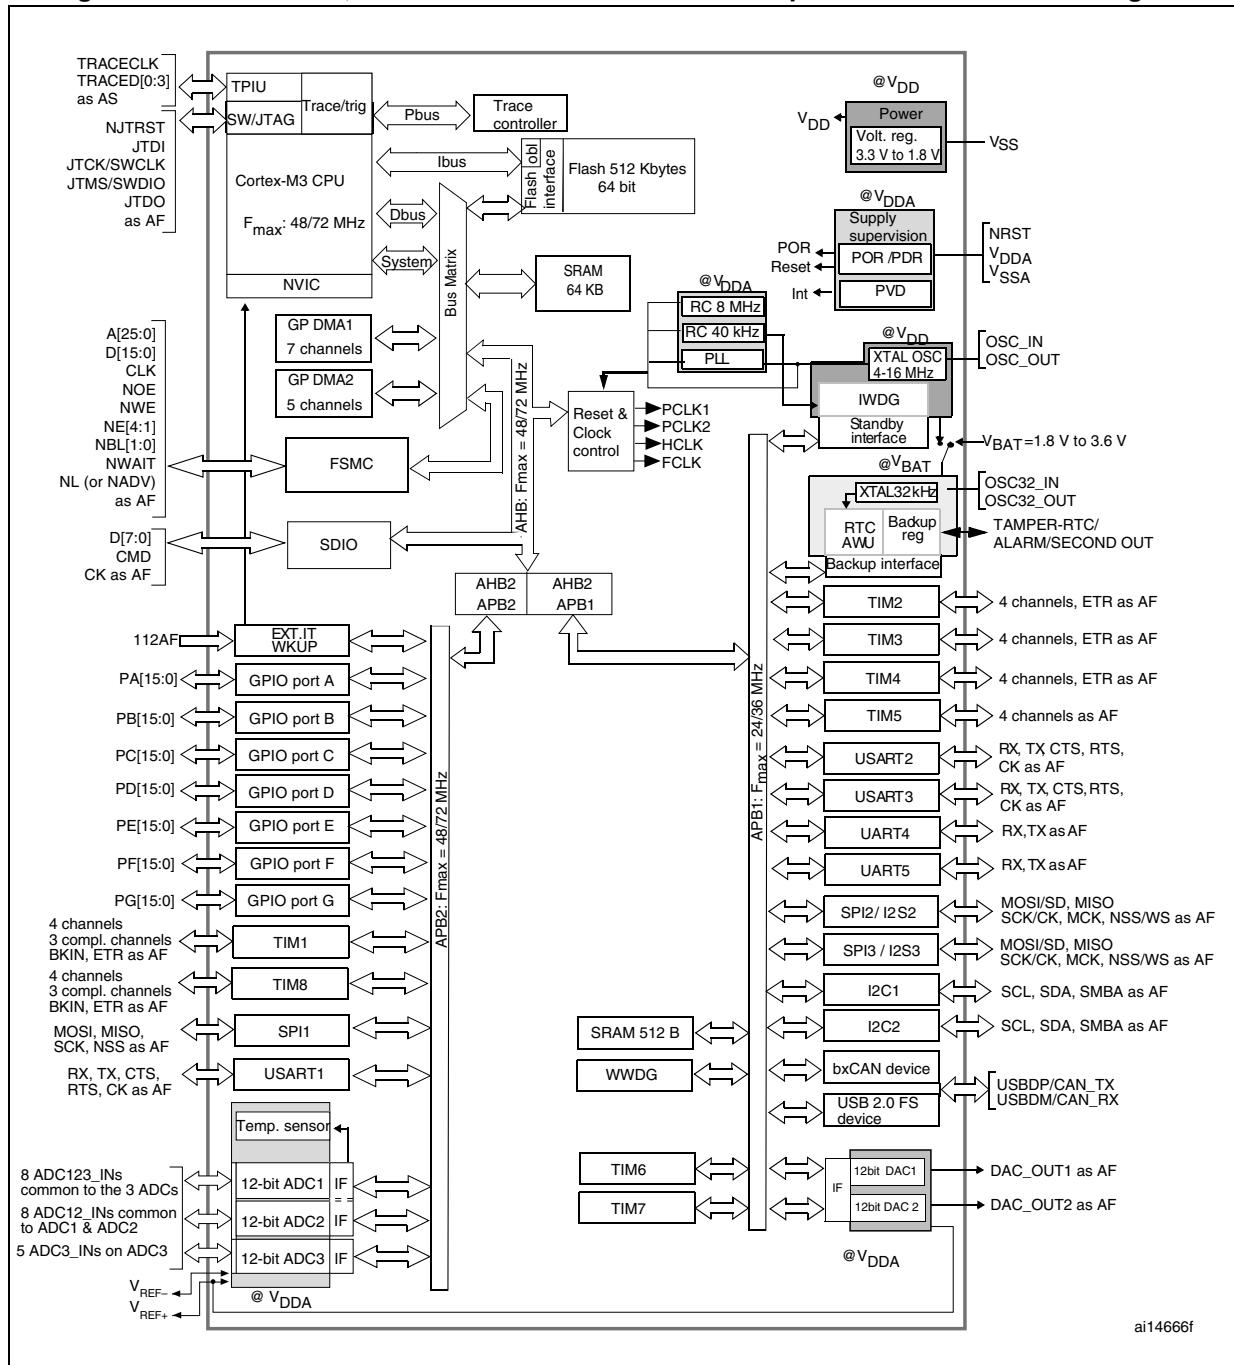 TRACECLK
TRACED[0:3]
as AS
NJTRST
JTDI
JTCK/SWCLK
JTMS/SWDIO
JTDO
as AF
TPIU
SW/JTAG
Trace/trig
Cortex-M3 CPU
Fmax: 48/72 MHz
NVIC
Pbus
Trace
controller
Ibus
Dbus
System
Flash obl
interface
Flash 512 Kbytes
64 bit
Bus Matrix
SRAM
64 KB
GP DMA1
7 channels
GP DMA2
5 channels
@VDD
VDD
Power
Volt. reg.
3.3 V to 1.8 V
VSS
@VDDA
Supply
supervision
POR /PDR
PVD
POR
Reset
Int
NRST
VDDA
VSSA
@VDDA
RC 8 MHz
RC 40 kHz
PLL
@VDD
XTAL OSC
4-16 MHz
IWDG
Standby
interface
OSC_IN
OSC_OUT
Reset &
Clock
control
PCLK1
PCLK2
HCLK
FCLK
VBAT=1.8 V to 3.6 V
@VBAT
XTAL32kHz
RTC
AWU
Backup
reg
Backup interface
OSC32_IN
OSC32_OUT
TAMPER-RTC/
ALARM/SECOND OUT
A[25:0]
D[15:0]
CLK
NOE
NWE
NE[4:1]
NBL[1:0]
NWAIT
NL (or NADV)
as AF
FSMC
D[7:0]
CMD
CK as AF
SDIO
AHB: Fmax = 48/72 MHz
AHB2
APB2
AHB2
APB1
112AF
EXT.IT
WKUP
PA[15:0]
GPIO port A
PB[15:0]
GPIO port B
PC[15:0]
GPIO port C
PD[15:0]
GPIO port D
PE[15:0]
GPIO port E
PF[15:0]
GPIO port F
PG[15:0]
GPIO port G
4 channels
3 compl. channels
BKIN, ETR as AF
TIM1
4 channels
3 compl. channels
BKIN, ETR as AF
TIM8
MOSI, MISO,
SCK, NSS as AF
SPI1
RX, TX, CTS,
RTS, CK as AF
USART1
Temp. sensor
8 ADC123_INs
common to the 3 ADCs
12-bit ADC1
IF
8 ADC12_INs common
to ADC1 & ADC2
12-bit ADC2
IF
5 ADC3_INs on ADC3
12-bit ADC3
IF
VREF–
VREF+
@ VDDA
APB2: Fmax = 48/72 MHz
APB1: Fmax = 24/36 MHz
TIM2
4 channels, ETR as AF
TIM3
4 channels, ETR as AF
TIM4
4 channels, ETR as AF
TIM5
4 channels as AF
USART2
RX, TX CTS, RTS,
CK as AF
USART3
RX, TX, CTS, RTS,
CK as AF
UART4
RX,TX as AF
UART5
RX,TX as AF
SPI2/ I2S2
MOSI/SD, MISO
SCK/CK, MCK, NSS/WS as AF
SPI3 / I2S3
MOSI/SD, MISO
SCK/CK, MCK, NSS/WS as AF
I2C1
SCL, SDA, SMBA as AF
I2C2
SCL, SDA, SMBA as AF
SRAM 512 B
WWDG
bxCAN device
USB 2.0 FS
device
USBDP/CAN_TX
USBDM/CAN_RX
TIM6
TIM7
IF
12bit DAC1
12bit DAC 2
DAC_OUT1 as AF
DAC_OUT2 as AF
@VDDA
ai14666f